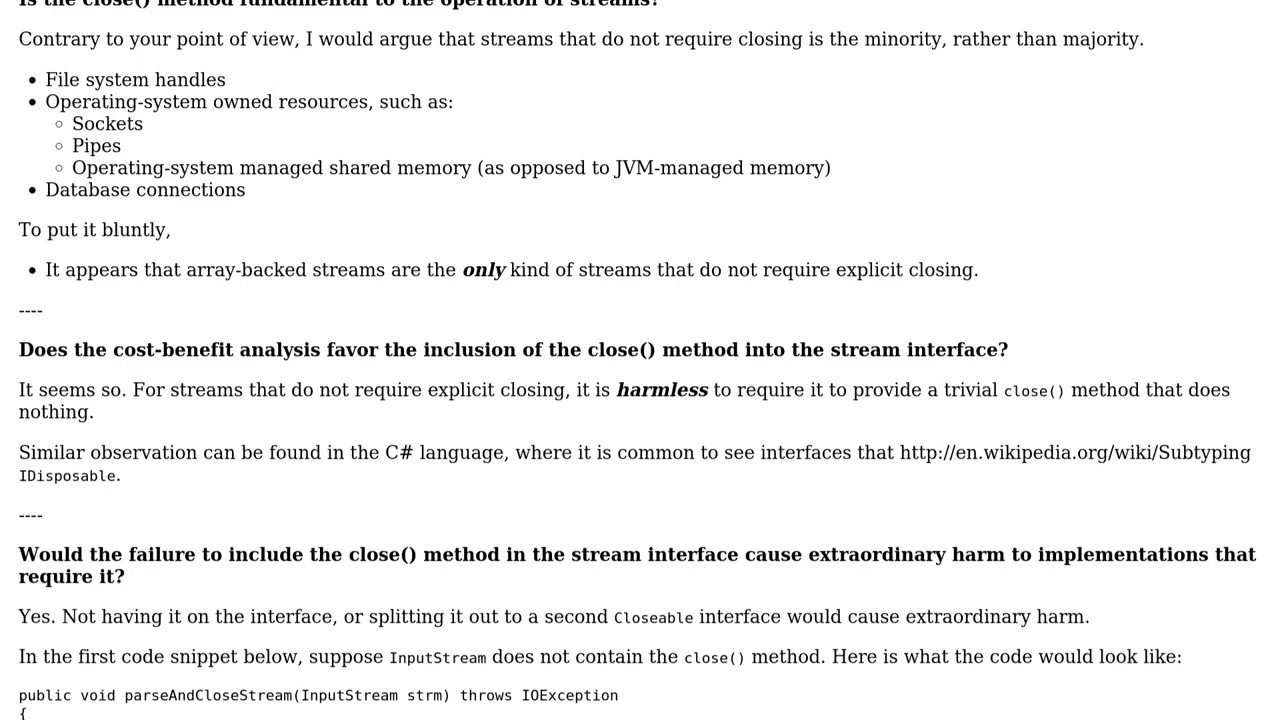 Is the close() method fundamental to the operation of streams?
Contrary to your point of view, I would argue that streams that do not require closing is the minority, rather than majority.
• File system handles
• Operating-system owned resources, such as:
◦ Sockets
◦ Pipes
◦ Operating-system managed shared memory (as opposed to JVM-managed memory)
• Database connections
To put it bluntly,
• It appears that array-backed streams are the only kind of streams that do not require explicit closing.
----
Does the cost-benefit analysis favor the inclusion of the close() method into the stream interface?
It seems so. For streams that do not require explicit closing, it is harmless to require it to provide a trivial close() method that does
nothing.
Similar observation can be found in the C# language, where it is common to see interfaces that http://en.wikipedia.org/wiki/Subtyping
IDisposable.
----
Would the failure to include the close() method in the stream interface cause extraordinary harm to implementations that
require it?
Yes. Not having it on the interface, or splitting it out to a second Closeable interface would cause extraordinary harm.
In the first code snippet below, suppose InputStream does not contain the close() method. Here is what the code would look like:
public void parseAndCloseStream(InputStream strm) throws IOException
{